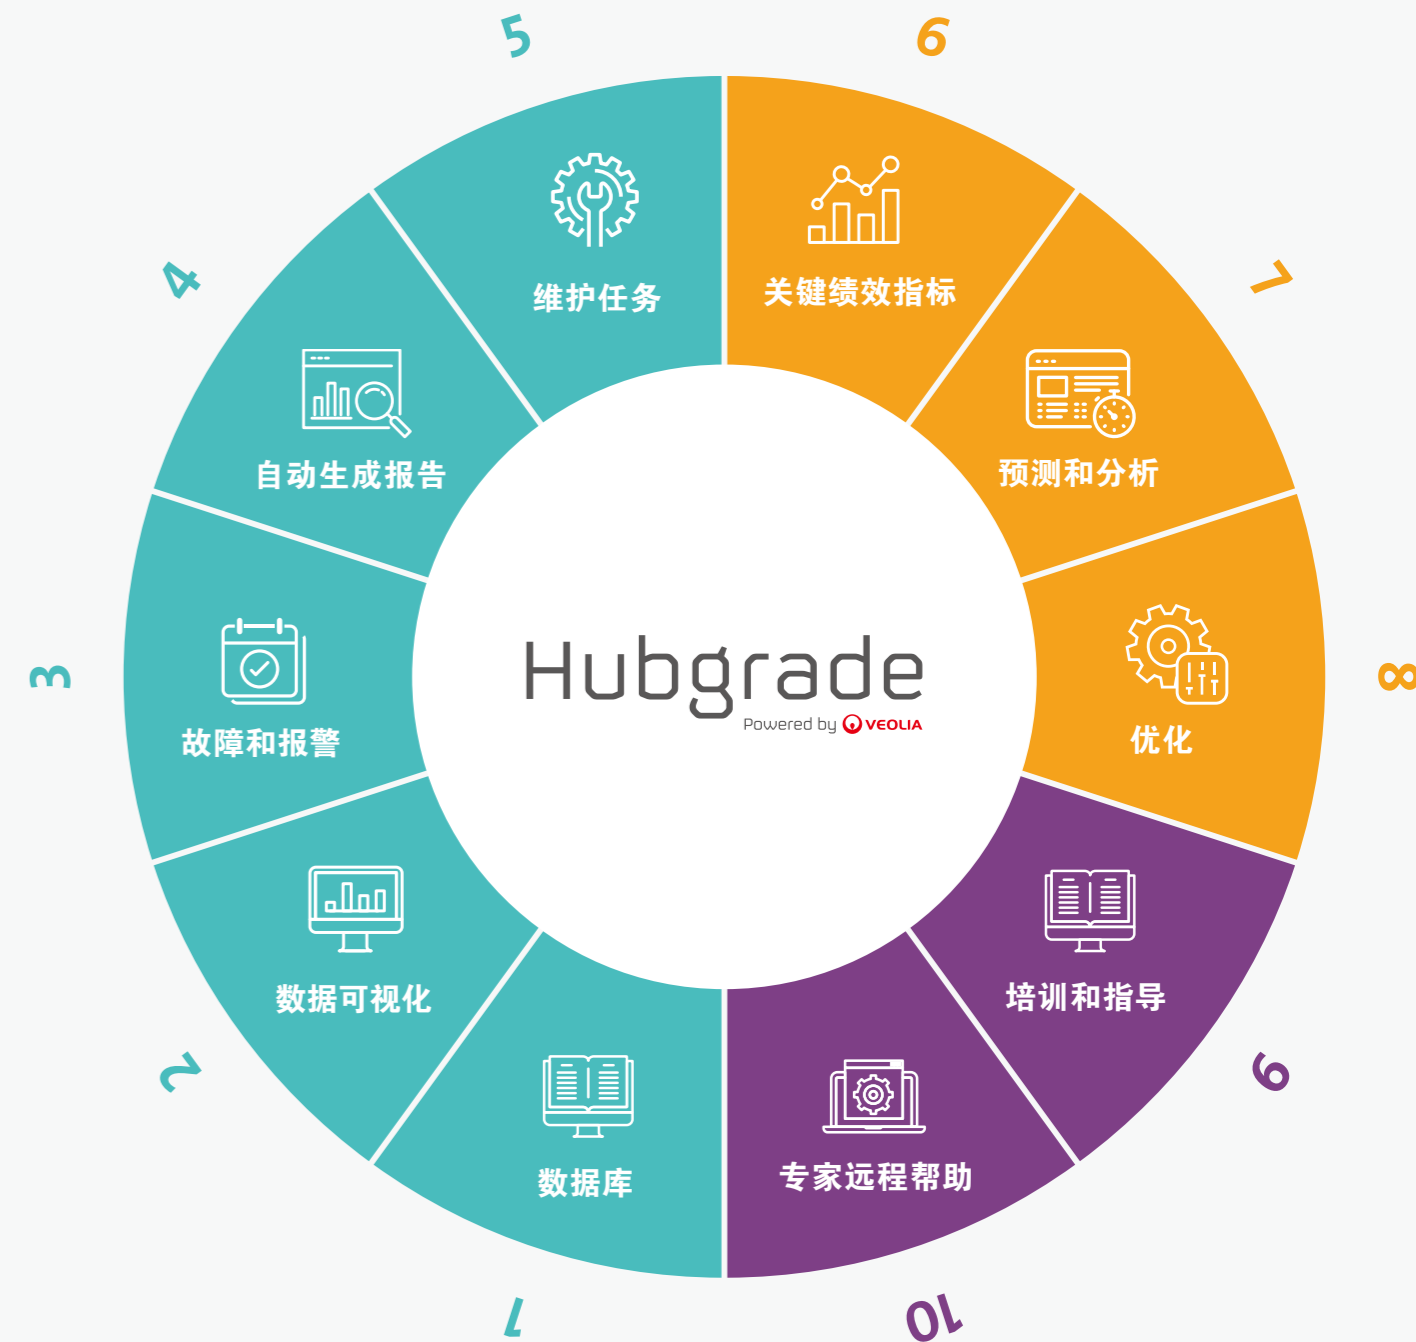 5
6
维护任务
关键绩效指标
4
7
自动生成报告
预测和分析
3
8
故障和报警
优化
Hubgrade
Powered by VEOLIA
2
9
数据可视化
培训和指导
1
10
数据库
专家远程帮助